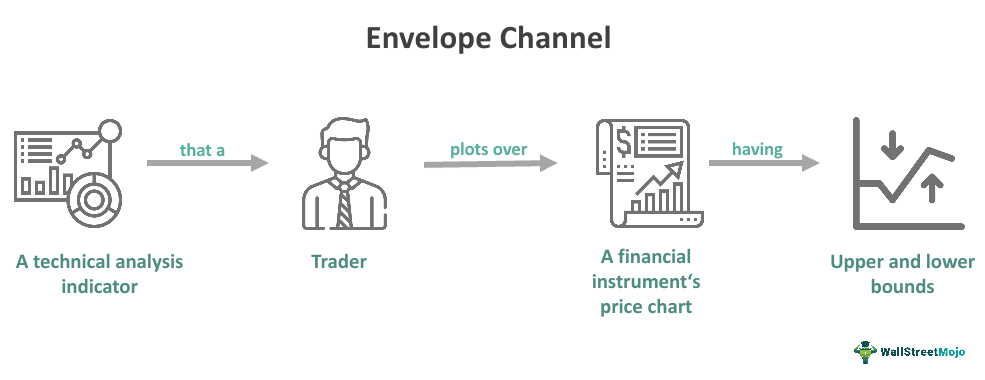 Envelope Channel
that a
plots over
having
$
A technical analysis
indicator
Trader
A financial
instrument‘s
price chart
Upper and lower
bounds
WallStreetMojo